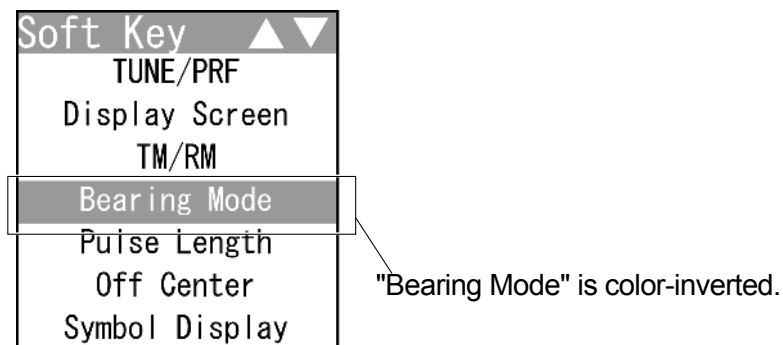 Soft Key ▲▼
TUNE/PRF
Display Screen
TM/RM
Bearing Mode
Pulse Length
Off Center
"Bearing Mode" is color-inverted.
Symbol Display